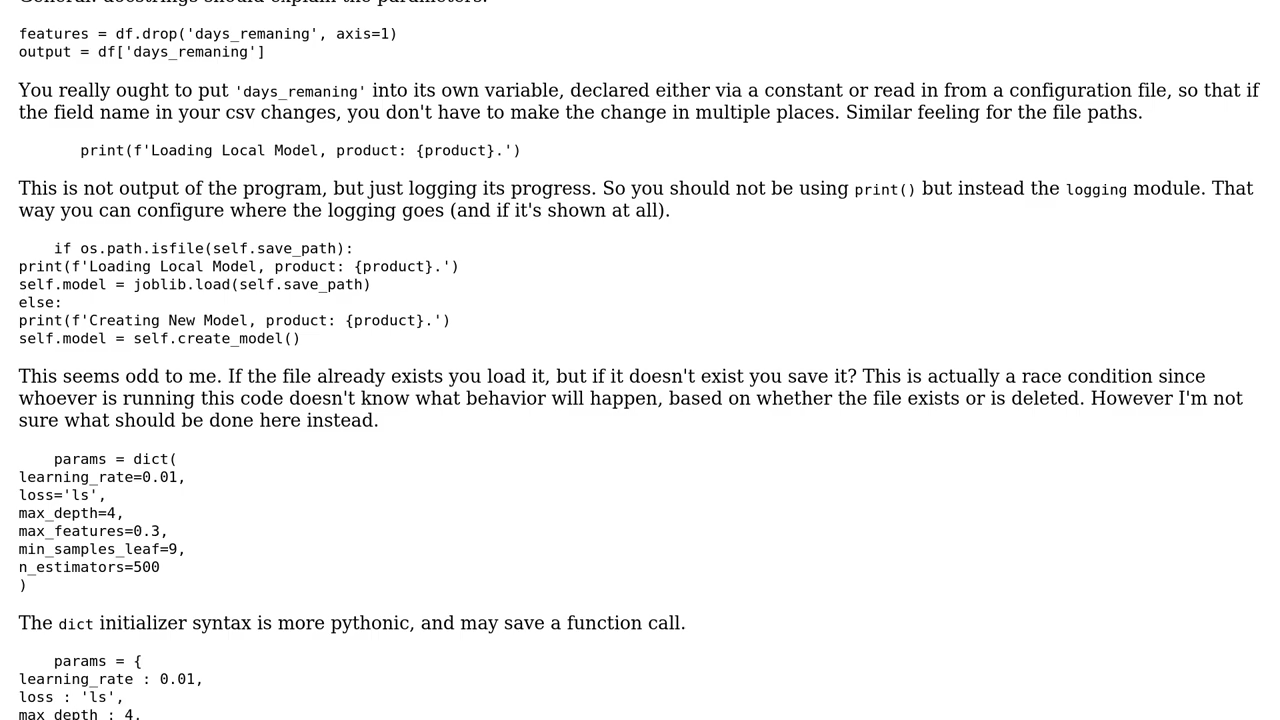 General: docstrings should explain the parameters.
features = df.drop('days_remaning', axis=1)
output = df['days_remaning']
You really ought to put 'days_remaning' into its own variable, declared either via a constant or read in from a configuration file, so that if
the field name in your csv changes, you don't have to make the change in multiple places. Similar feeling for the file paths.
print(f'Loading Local Model, product: {product}.')
This is not output of the program, but just logging its progress. So you should not be using print() but instead the logging module. That
way you can configure where the logging goes (and if it's shown at all).
if os.path.isfile(self.save_path):
print(f'Loading Local Model, product: {product}.')
self.model = joblib.load(self.save_path)
else:
print(f'Creating New Model, product: {product}.')
self.model = self.create_model()
This seems odd to me. If the file already exists you load it, but if it doesn't exist you save it? This is actually a race condition since
whoever is running this code doesn't know what behavior will happen, based on whether the file exists or is deleted. However I'm not
sure what should be done here instead.
params = dict(
learning_rate=0.01,
loss='ls',
max_depth=4,
max_features=0.3,
min_samples_leaf=9,
n_estimators=500
)
The dict initializer syntax is more pythonic, and may save a function call.
params = {
learning_rate : 0.01,
loss : 'ls',
max_depth : 4,